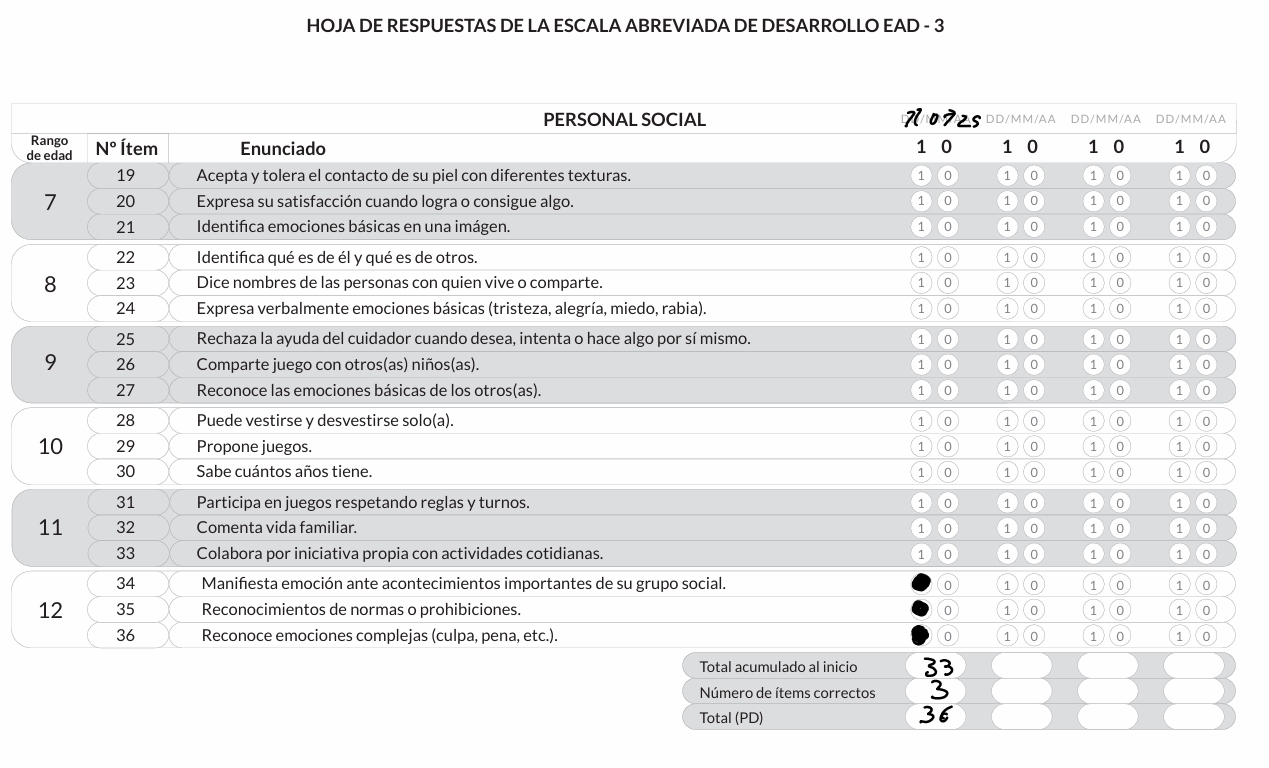 HOJA DE RESPUESTAS DE LA ESCALA ABREVIADA DE DESARROLLO EAD - 3
PERSONAL SOCIAL 07 25 DD/MM/AA DD/MM/AA DD/MM/AA
Rango de edad Nº Ítem Enunciado 1 0 1 0 1 0 1 0
7
19 Acepta y tolera el contacto de su piel con diferentes texturas. 1 0 1 0 1 0 1 0
20 Expresa su satisfacción cuando logra o consigue algo. 1 0 1 0 1 0 1 0
21 Identifica emociones básicas en una imágen. 1 0 1 0 1 0 1 0
8
22 Identifica qué es de él y qué es de otros. 1 0 1 0 1 0 1 0
23 Dice nombres de las personas con quien vive o comparte. 1 0 1 0 1 0 1 0
24 Expresa verbalmente emociones básicas (tristeza, alegría, miedo, rabia). 1 0 1 0 1 0 1 0
9
25 Rechaza la ayuda del cuidador cuando desea, intenta o hace algo por sí mismo. 1 0 1 0 1 0 1 0
26 Comparte juego con otros(as) niños(as). 1 0 1 0 1 0 1 0
27 Reconoce las emociones básicas de los otros(as). 1 0 1 0 1 0 1 0
10
28 Puede vestirse y desvestirse solo(a). 1 0 1 0 1 0 1 0
29 Propone juegos. 1 0 1 0 1 0 1 0
30 Sabe cuántos años tiene. 1 0 1 0 1 0 1 0
11
31 Participa en juegos respetando reglas y turnos. 1 0 1 0 1 0 1 0
32 Comenta vida familiar. 1 0 1 0 1 0 1 0
33 Colabora por iniciativa propia con actividades cotidianas. 1 0 1 0 1 0 1 0
12
34 Manifiesta emoción ante acontecimientos importantes de su grupo social. 0 1 0 1 0 1 0
35 Reconocimientos de normas o prohibiciones. 0 1 0 1 0 1 0
36 Reconoce emociones complejas (culpa, pena, etc.). 0 1 0 1 0 1 0
Total acumulado al inicio 33
Número de ítems correctos 3
Total (PD) 36